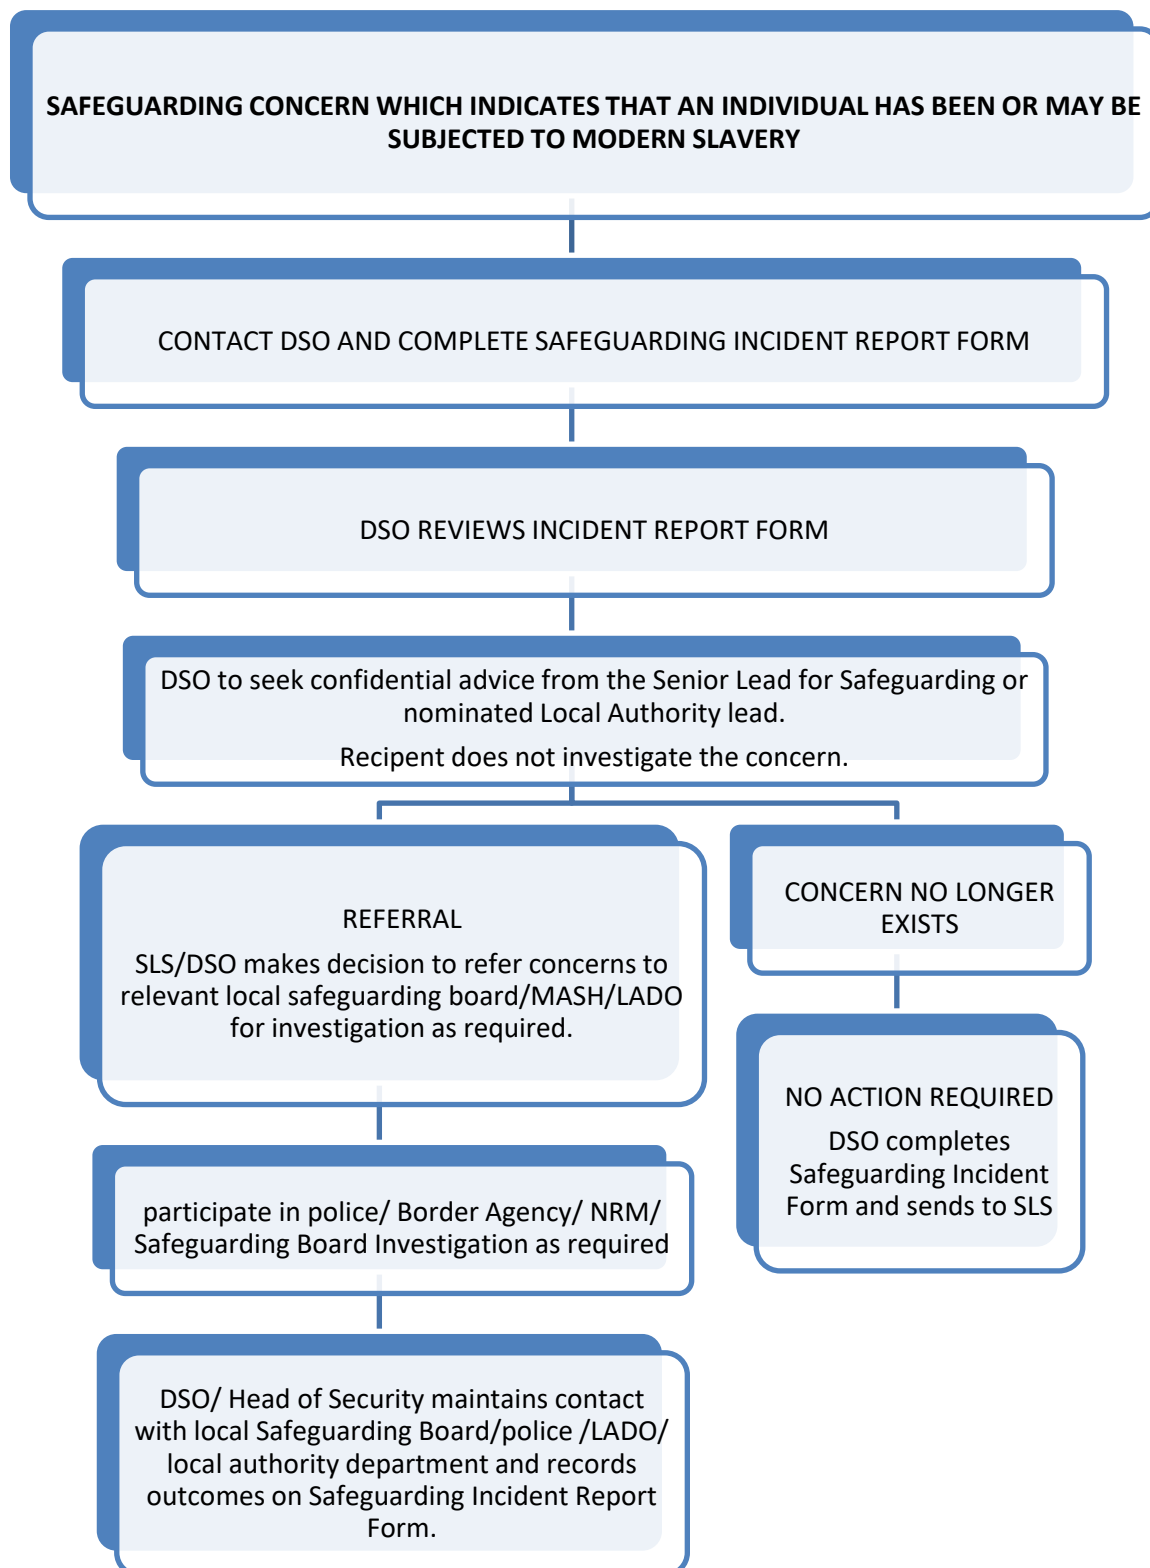 SAFEGUARDING CONCERN WHICH INDICATES THAT AN INDIVIDUAL HAS BEEN OR MAY BE
SUBJECTED TO MODERN SLAVERY
CONTACT DSO AND COMPLETE SAFEGUARDING INCIDENT REPORT FORM
DSO REVIEWS INCIDENT REPORT FORM
DSO to seek confidential advice from the Senior Lead for Safeguarding or
nominated Local Authority lead.
Recipent does not investigate the concern.
REFERRAL
SLS/DSO makes decision to refer concerns to
relevant local safeguarding board/MASH/LADO
for investigation as required.
participate in police/ Border Agency/ NRM/
Safeguarding Board Investigation as required
DSO/ Head of Security maintains contact
with local Safeguarding Board/police /LADO/
local authority department and records
outcomes on Safeguarding Incident Report
Form.
CONCERN NO LONGER
EXISTS
NO ACTION REQUIRED
DSO completes
Safeguarding Incident
Form and sends to SLS